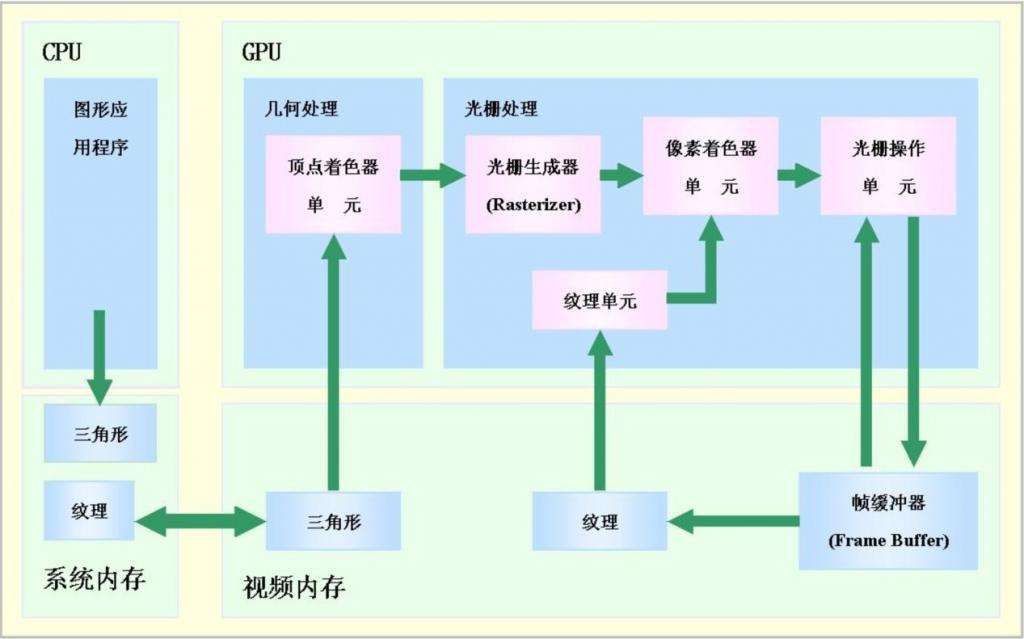 CPU
图形应
用程序
GPU
几何处理
顶点着色器
单 元
光栅处理
光栅生成器
(Rasterizer)
像素着色器
单 元
光栅操作
单 元
纹理单元
三角形
纹理
系统内存
三角形
纹理
帧缓冲器
(Frame Buffer)
视频内存